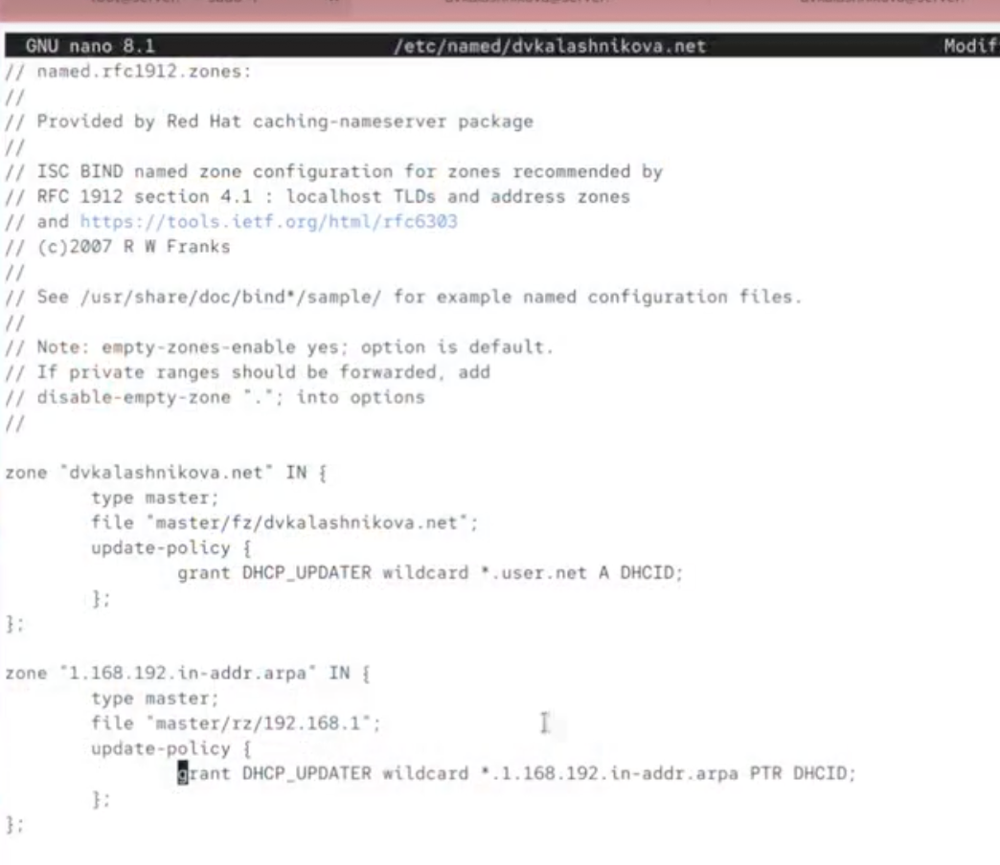 GNU nano 8.1 /etc/named/dvkalashnikova.net Modif
// named.rfc1912.zones:
//
// Provided by Red Hat caching-nameserver package
//
// ISC BIND named zone configuration for zones recommended by
// RFC 1912 section 4.1 : localhost TLDs and address zones
// and https://tools.ietf.org/html/rfc6303
// (c)2007 R W Franks
//
// See /usr/share/doc/bind*/sample/ for example named configuration files.
//
// Note: empty-zones-enable yes; option is default.
// If private ranges should be forwarded, add
// disable-empty-zone "."; into options
//
zone "dvkalashnikova.net" IN {
type master;
file "master/fz/dvkalashnikova.net";
update-policy {
grant DHCP_UPDATER wildcard *.user.net A DHCID;
};
};
zone "1.168.192.in-addr.arpa" IN {
type master;
file "master/rz/192.168.1";
update-policy {
grant DHCP_UPDATER wildcard *.1.168.192.in-addr.arpa PTR DHCID;
};
};